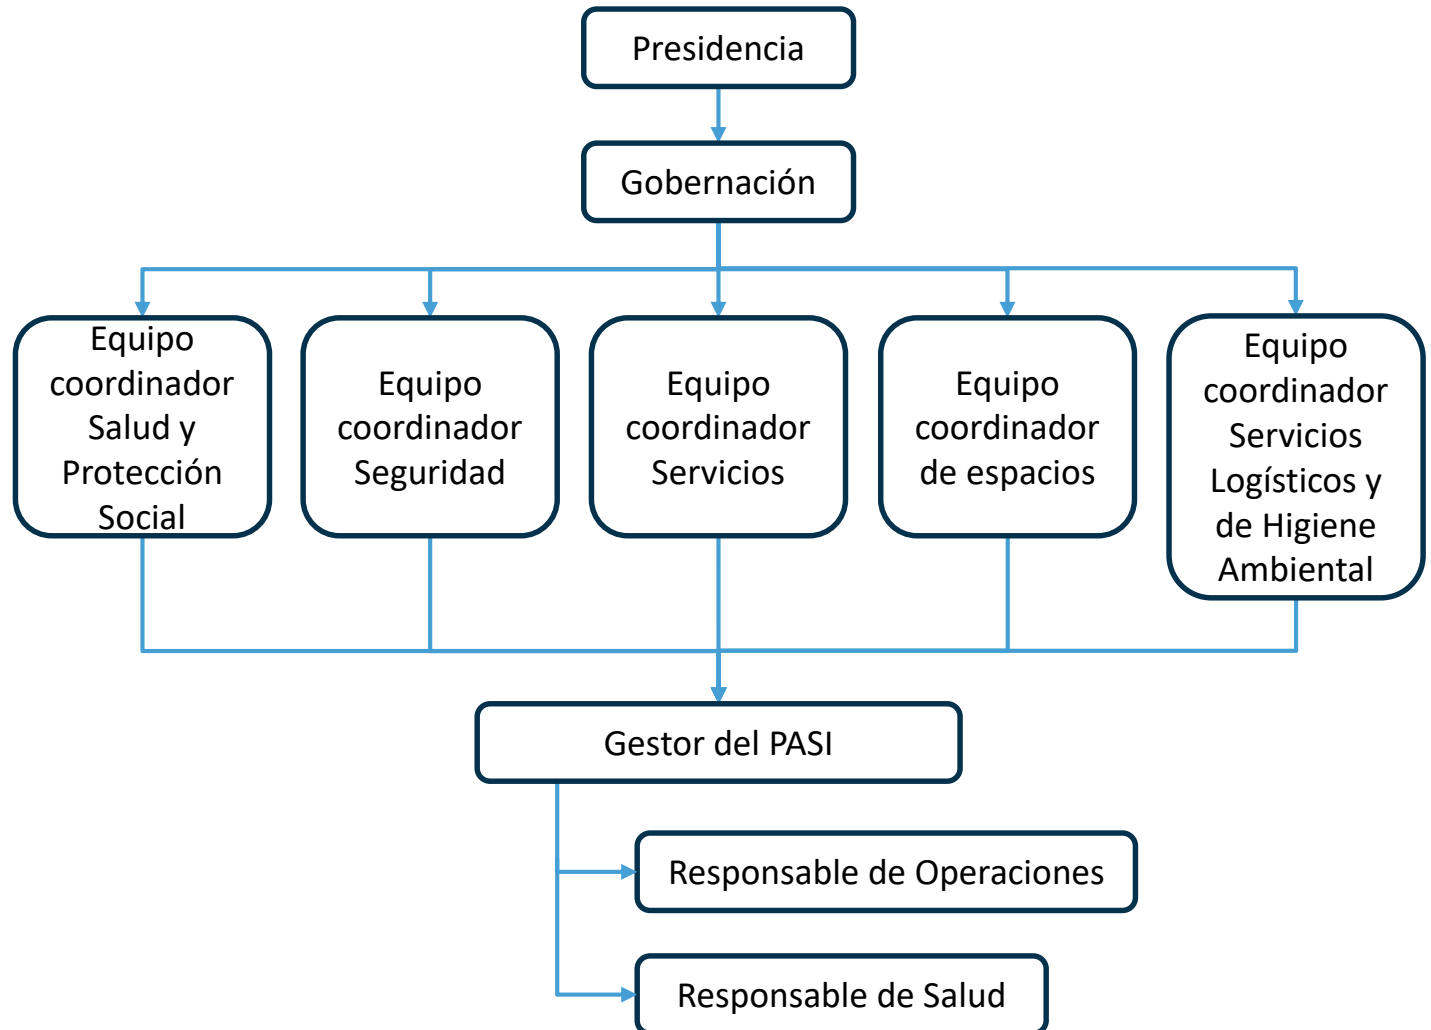 Presidencia
Gobernación
Equipo
coordinador
Salud y
Protección
Social
Equipo
coordinador
Seguridad
Equipo
coordinador
Servicios
Equipo
coordinador
de espacios
Equipo
coordinador
Servicios
Logísticos y
de Higiene
Ambiental
Gestor del PASI
Responsable de Operaciones
Responsable de Salud